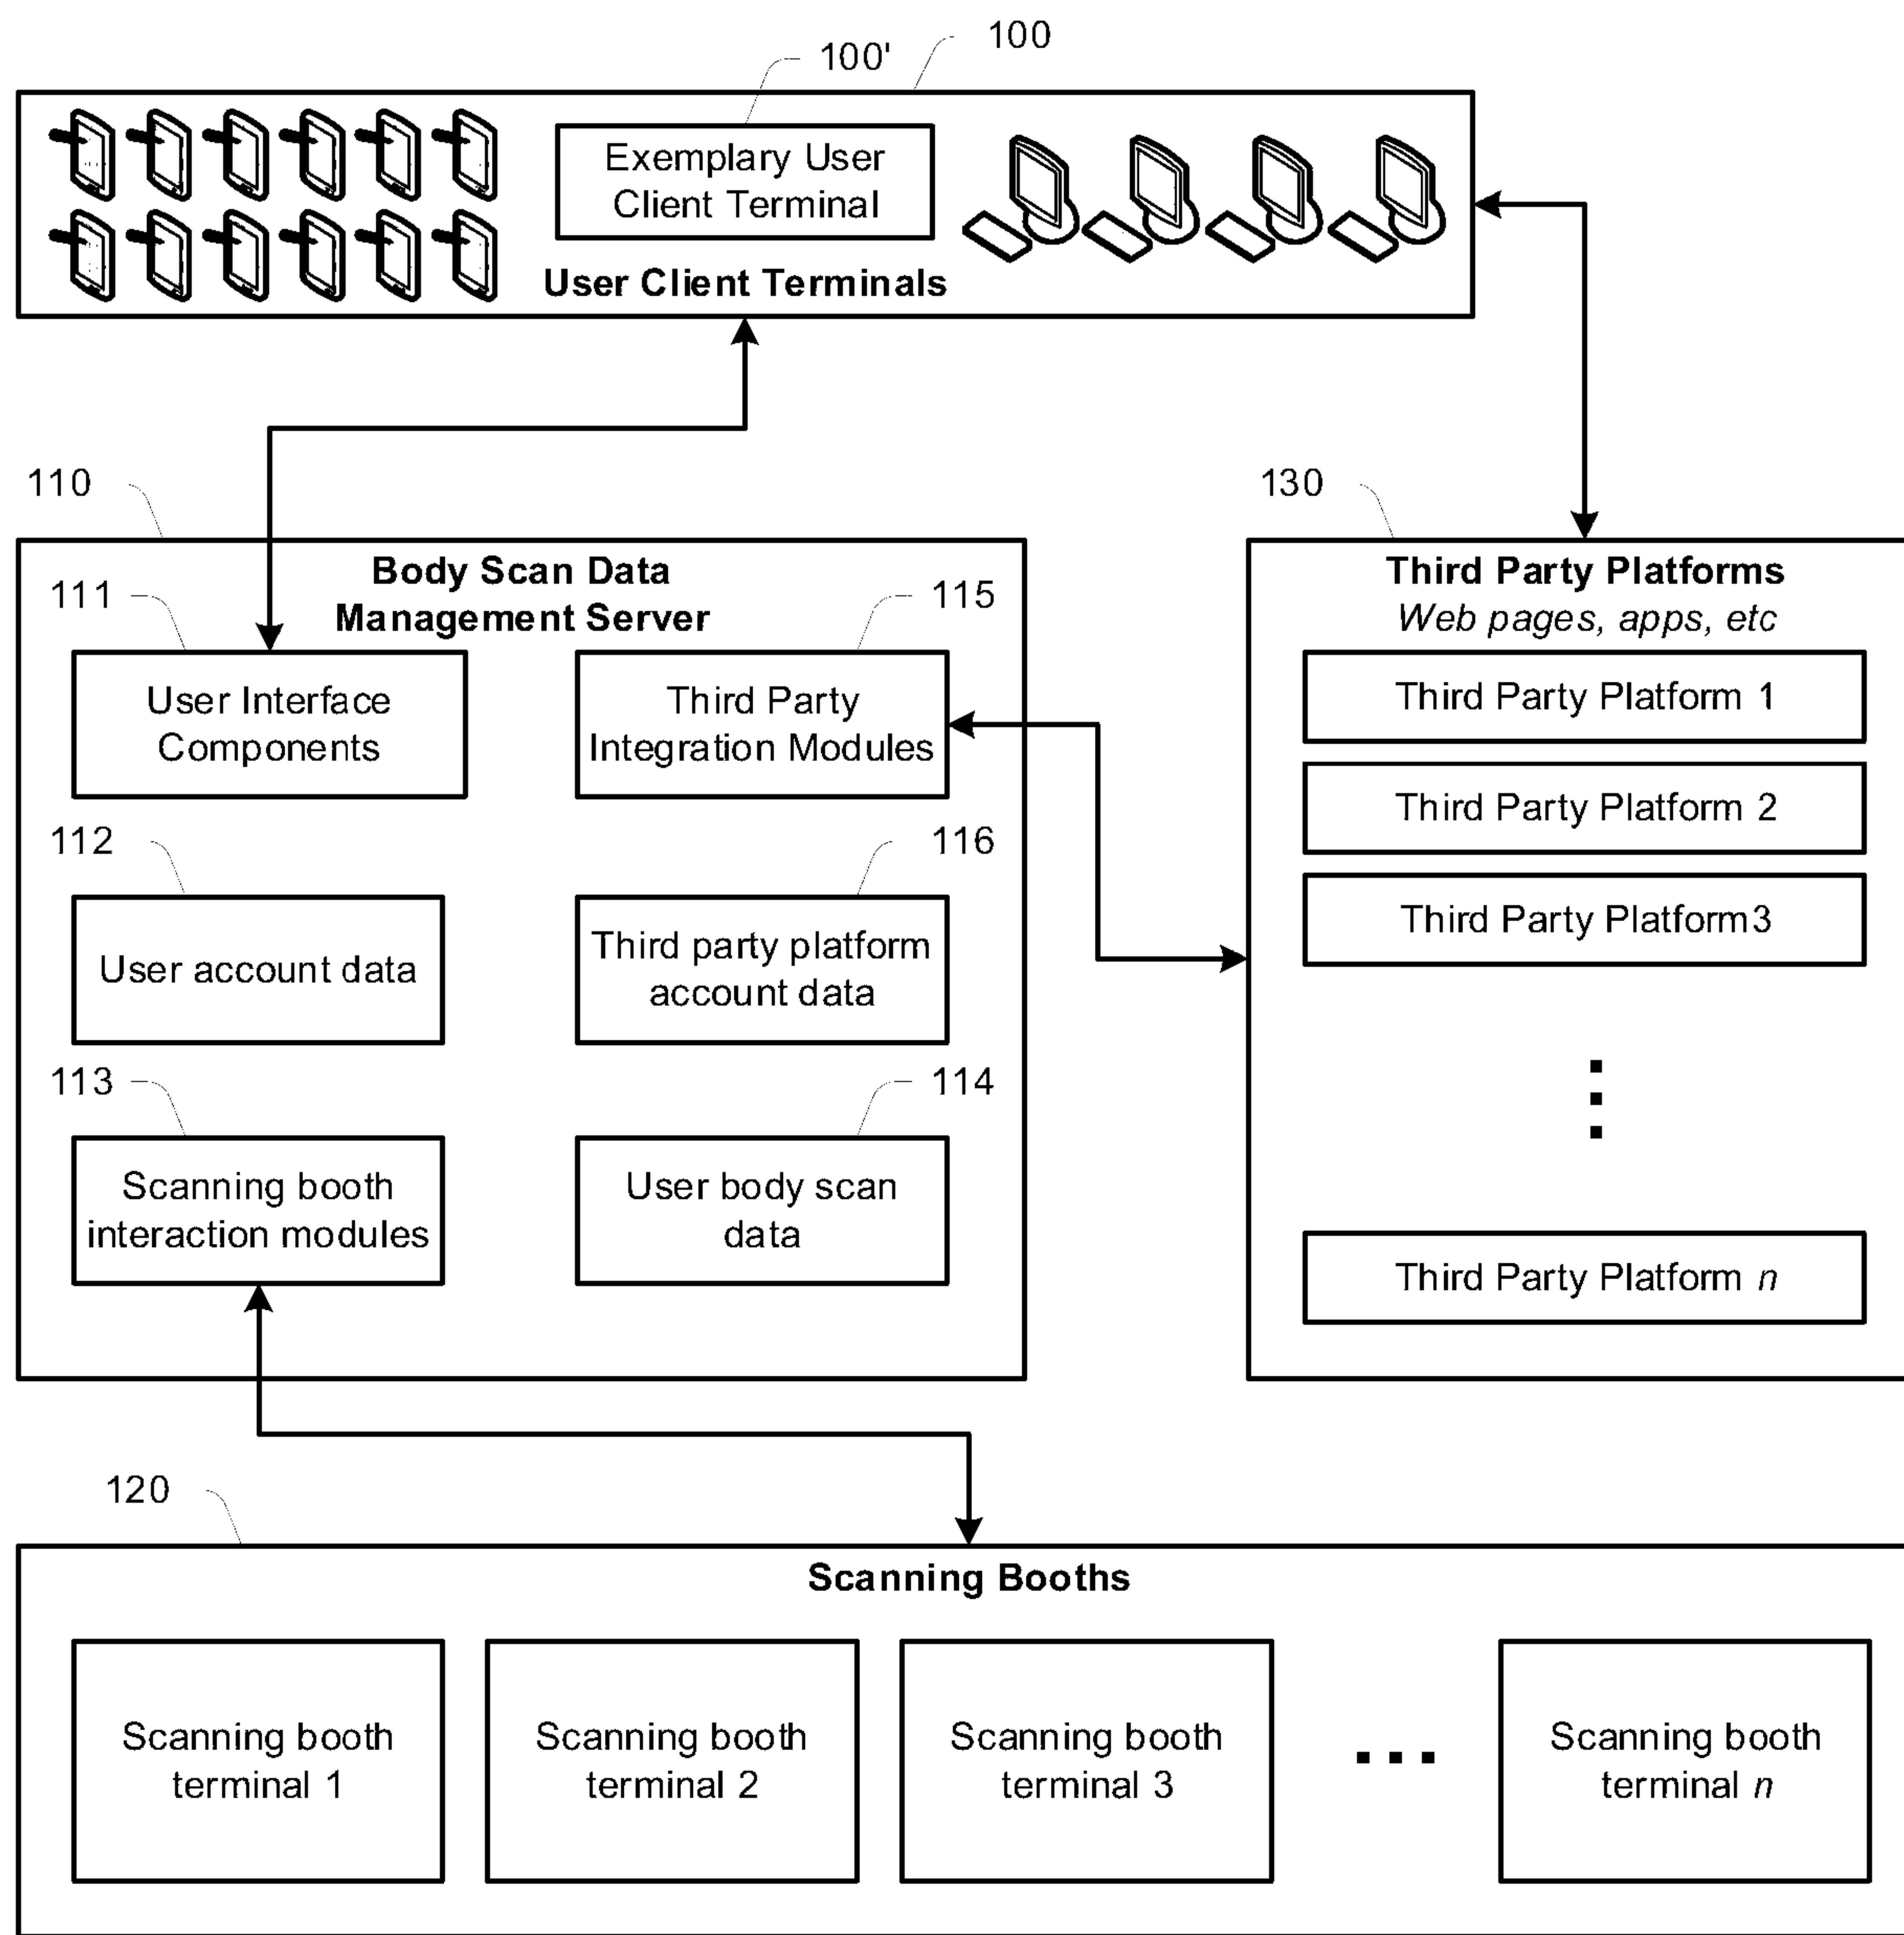 100'
100
Exemplary User
Client Terminal
User Client Terminals
110
130
Body Scan Data
Management Server
111
115
User Interface
Components
Third Party
Integration Modules
112
116
User account data
Third party platform
account data
113
114
Scanning booth
interaction modules
User body scan
data
Third Party Platforms
Web pages, apps, etc
Third Party Platform 1
Third Party Platform 2
Third Party Platform3
Third Party Platform n
120
Scanning Booths
Scanning booth
terminal 1
Scanning booth
terminal 2
Scanning booth
terminal 3
Scanning booth
terminal n